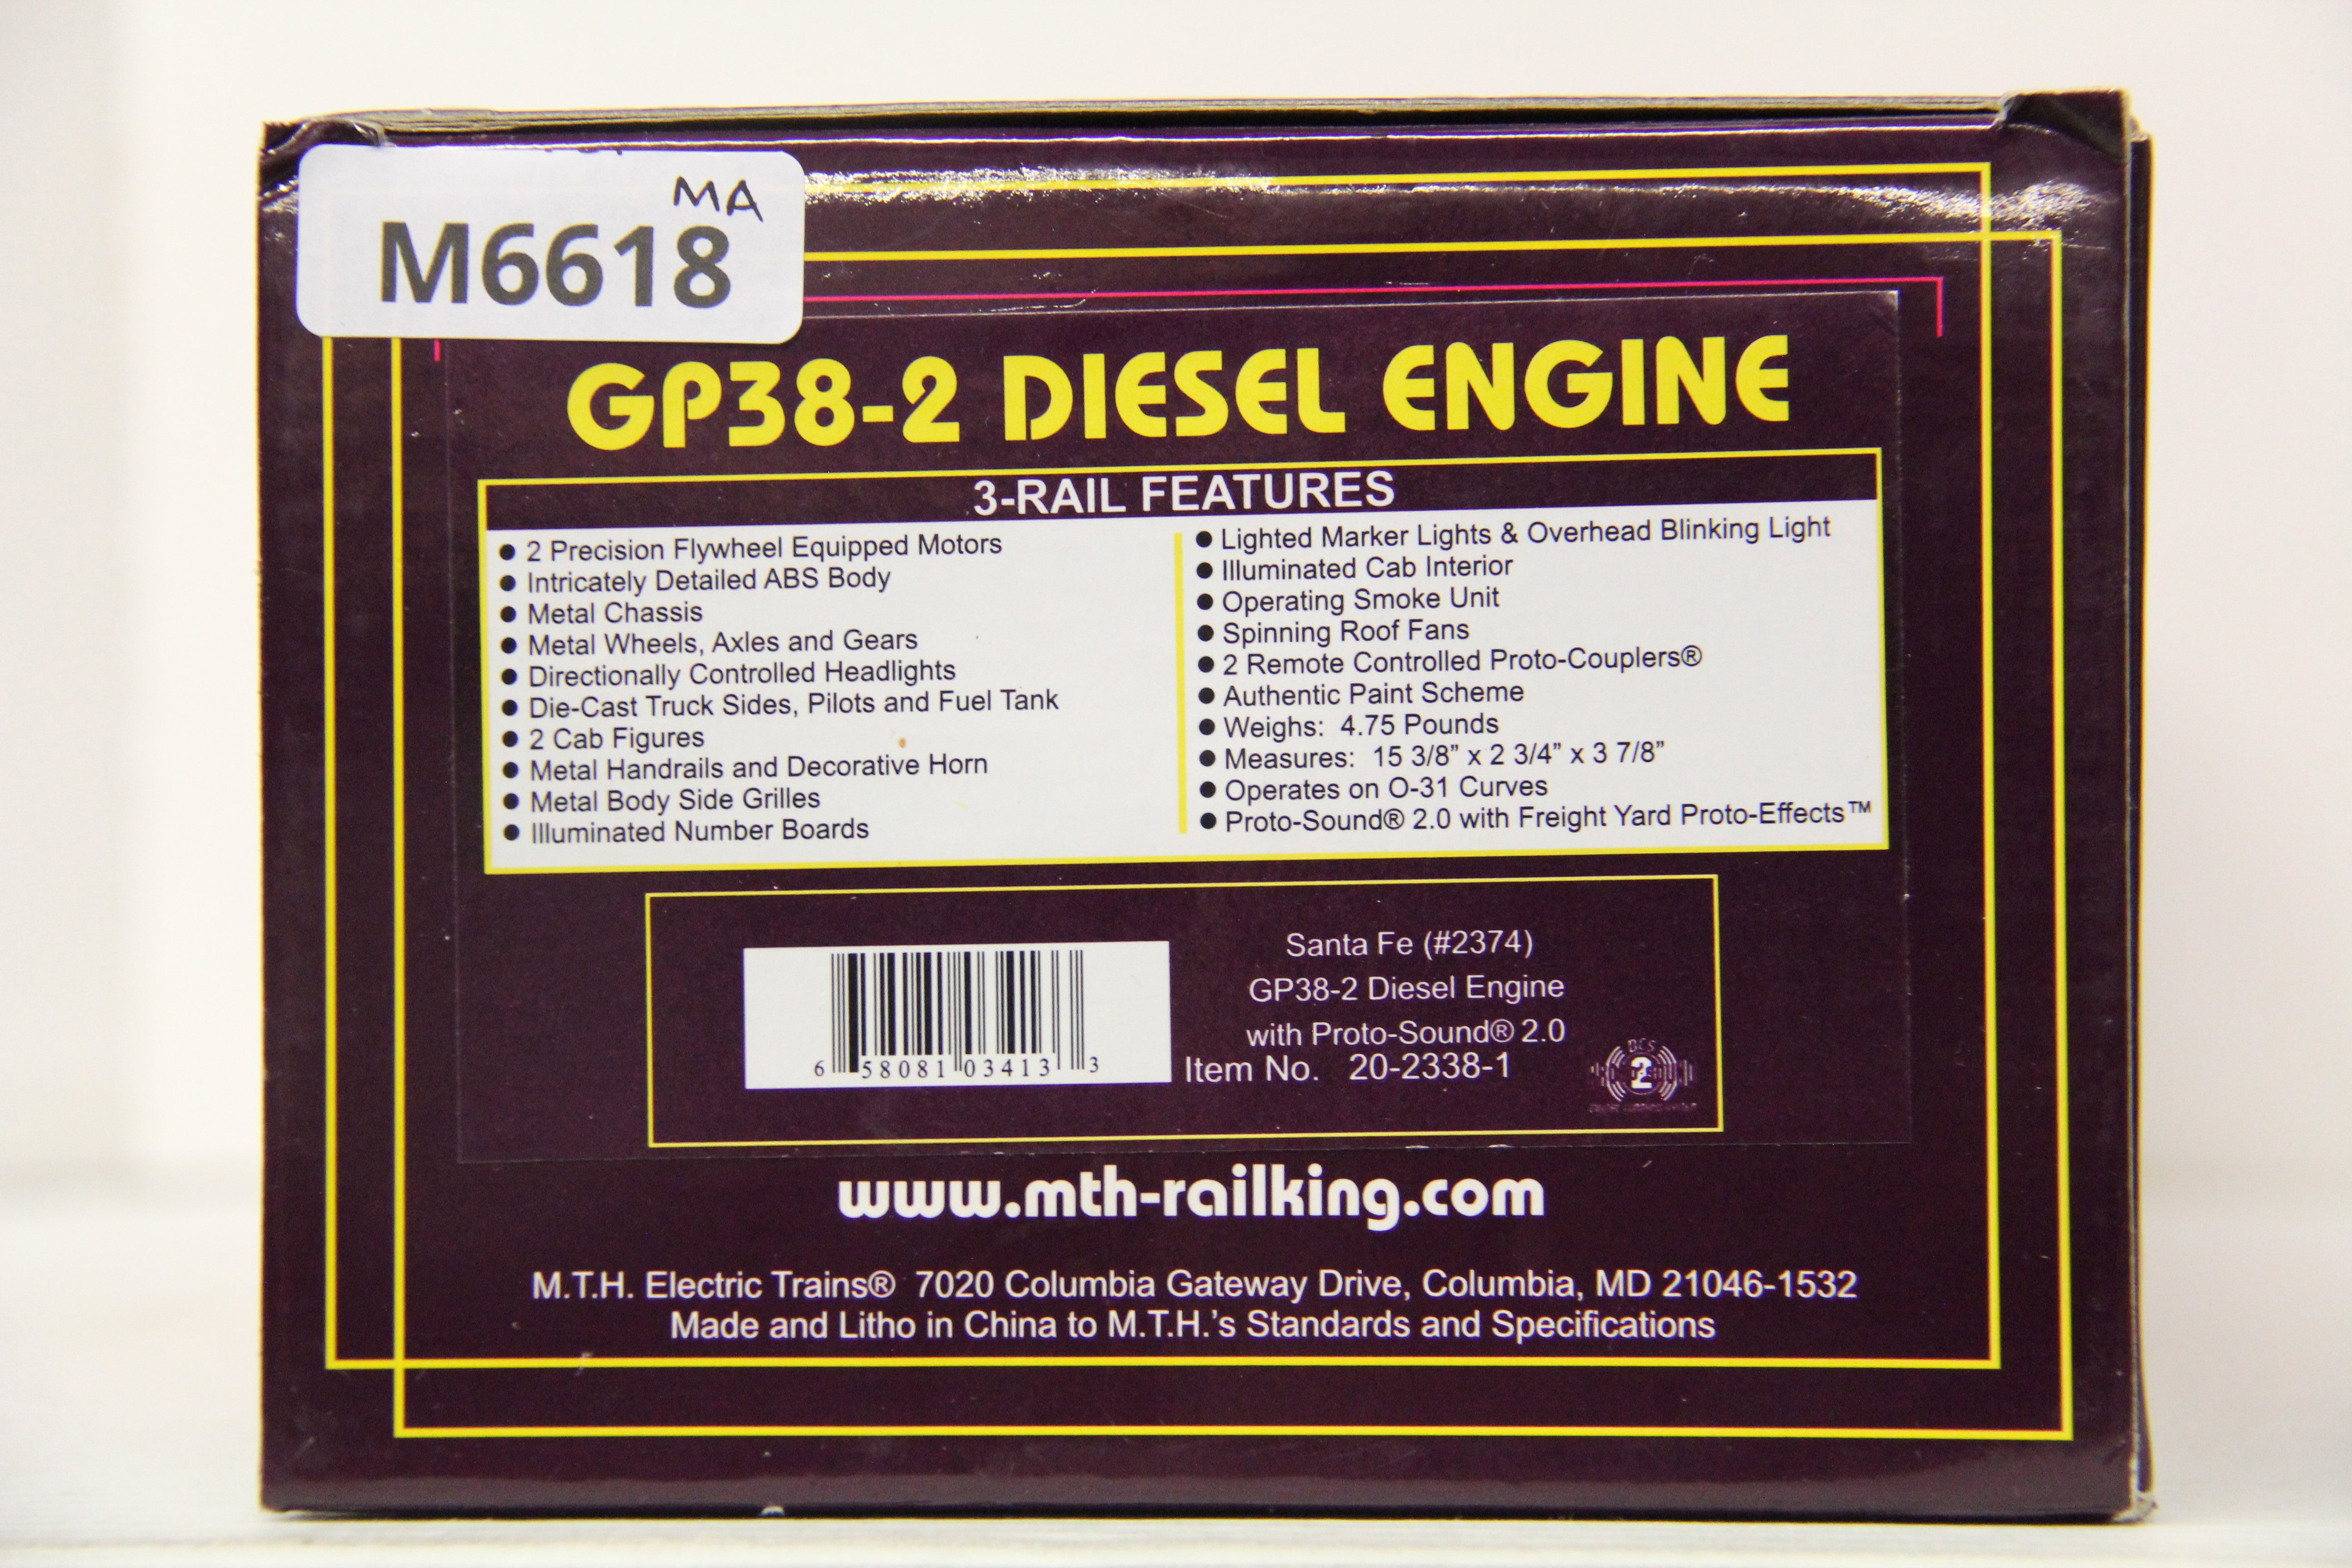 MA
M6618
GP38-2 DIESEL ENGINE
3-RAIL FEATURES
● 2 Precision Flywheel Equipped Motors
● Intricately Detailed ABS Body
● Metal Chassis
● Metal Wheels, Axles and Gears
● Directionally Controlled Headlights
● Die-Cast Truck Sides, Pilots and Fuel Tank
● 2 Cab Figures
● Metal Handrails and Decorative Horn
● Metal Body Side Grilles
● Illuminated Number Boards
● Lighted Marker Lights & Overhead Blinking Light
● Illuminated Cab Interior
● Operating Smoke Unit
● Spinning Roof Fans
● 2 Remote Controlled Proto-Couplers®
● Authentic Paint Scheme
● Weighs: 4.75 Pounds
● Measures: 15 3/8” x 2 3/4” x 3 7/8”
● Operates on O-31 Curves
● Proto-Sound® 2.0 with Freight Yard Proto-Effects™
6 58081 03413 3
Santa Fe (#2374)
GP38-2 Diesel Engine
with Proto-Sound® 2.0
Item No. 20-2338-1
DCS
2
www.mth-railking.com
M.T.H. Electric Trains® 7020 Columbia Gateway Drive, Columbia, MD 21046-1532
Made and Litho in China to M.T.H.'s Standards and Specifications